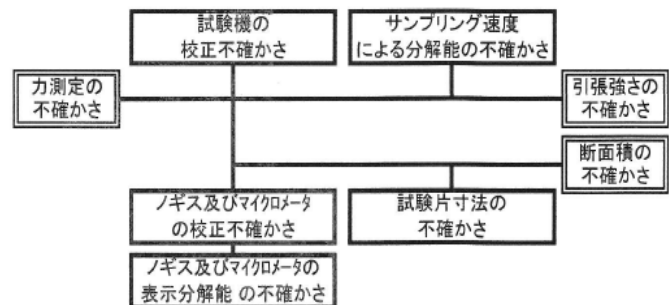 試験機の
校正不確かさ
サンプリング速度
による分解能の不確かさ
力測定の
不確かさ
引張強さの
不確かさ
断面積の
不確かさ
ノギス及びマイクロメータ
の校正不確かさ
試験片寸法の
不確かさ
ノギス及びマイクロメータの
表示分解能 の不確かさ